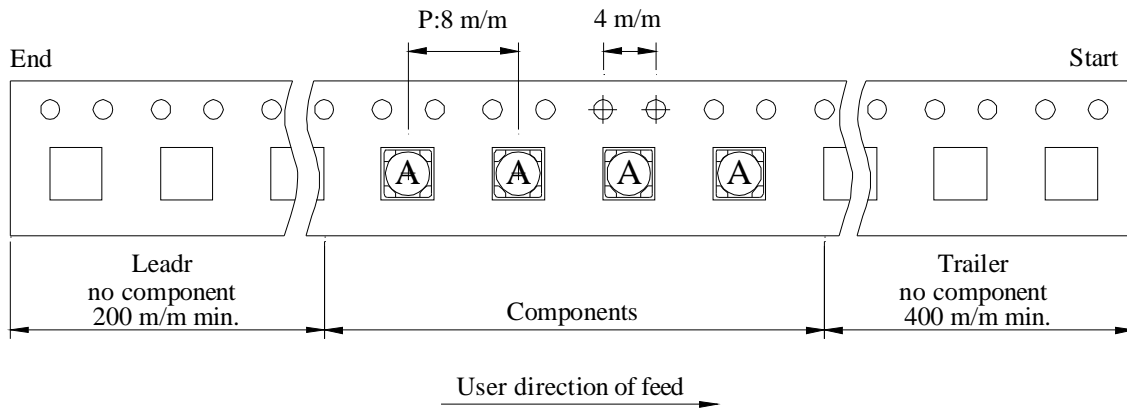 P:8 m/m
4 m/m
End
Start
A
A
A
A
Leadr
no component
200 m/m min.
Components
Trailer
no component
400 m/m min.
User direction of feed